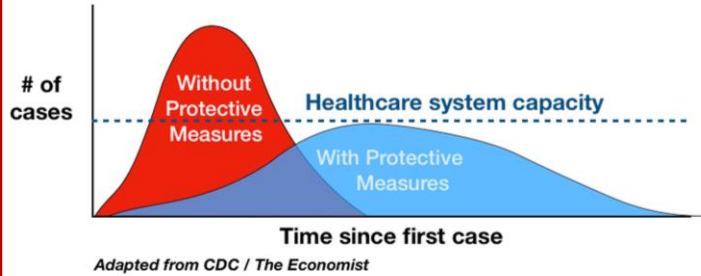 # of
cases
Without
Protective
Measures
Healthcare system capacity
With Protective
Measures
Time since first case
Adapted from CDC / The Economist